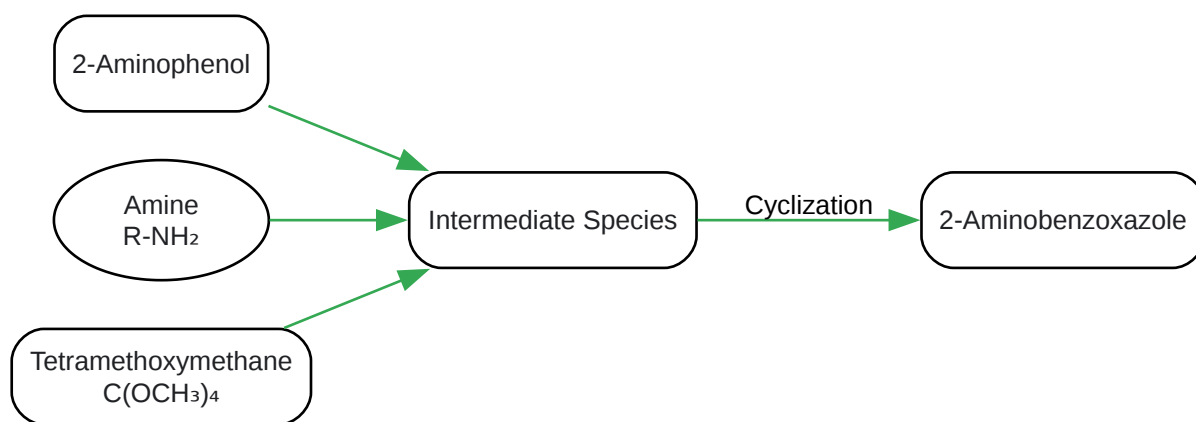 2-Aminophenol
Amine
R-NH₂
Intermediate Species
Cyclization
2-Aminobenzoxazole
Tetramethoxymethane
C(OCH₃)₄